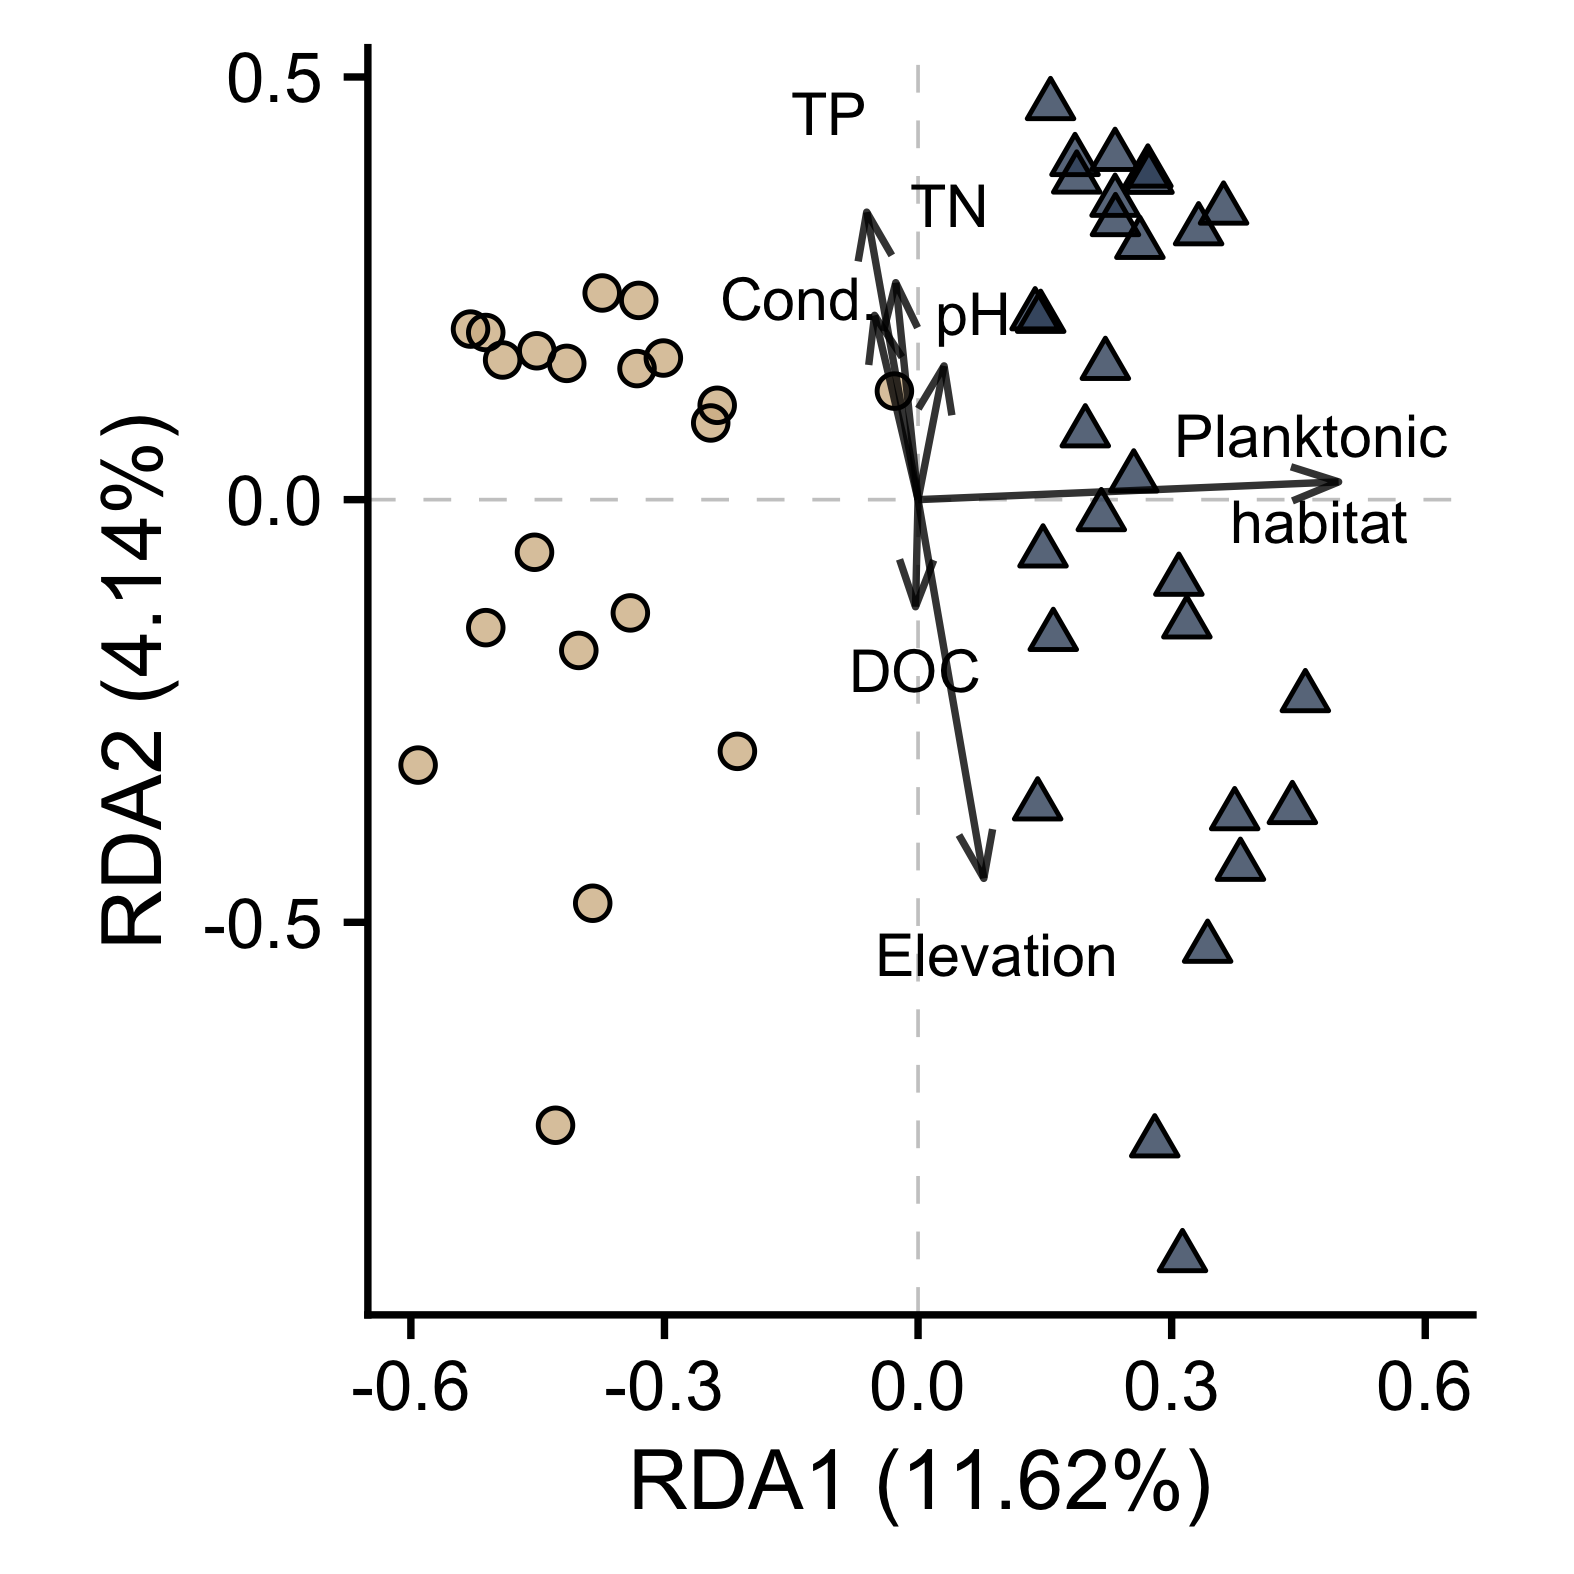 0.5
TP
TN
Cond.
pH
Planktonic
habitat
0.0
DOC
-0.5
Elevation
RDA2 (4.14%)
-0.6
-0.3
0.0
0.3
0.6
RDA1 (11.62%)